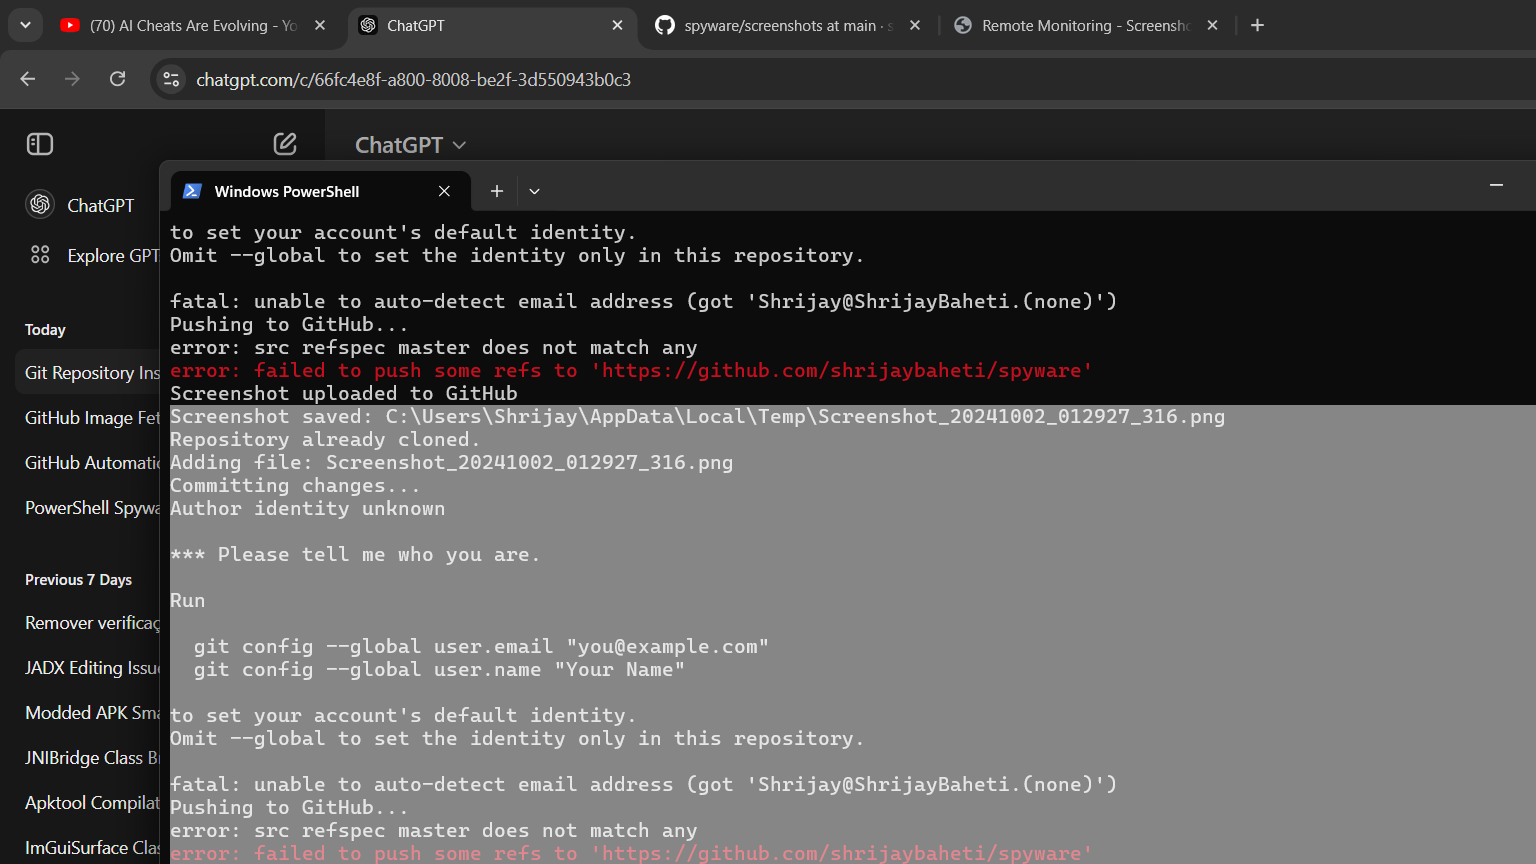 (70) AI Cheats Are Evolving - Yo
ChatGPT
spyware/screenshots at main · s
Remote Monitoring - Screensho
chatgpt.com/c/66fc4e8f-a800-8008-be2f-3d550943b0c3
ChatGPT
ChatGPT
Explore GPT
Today
Git Repository Ins
GitHub Image Fet
GitHub Automatic
PowerShell Spywa
Previous 7 Days
Remover verificaç
JADX Editing Issue
Modded APK Sma
JNIBridge Class B
Apktool Compilat
ImGuiSurface Clas
Windows PowerShell
to set your account's default identity.
Omit --global to set the identity only in this repository.
fatal: unable to auto-detect email address (got 'Shrijay@ShrijayBaheti.(none)')
Pushing to GitHub...
error: src refspec master does not match any
error: failed to push some refs to 'https://github.com/shrijaybaheti/spyware'
Screenshot uploaded to GitHub
Screenshot saved: C:\Users\Shrijay\AppData\Local\Temp\Screenshot_20241002_012927_316.png
Repository already cloned.
Adding file: Screenshot_20241002_012927_316.png
Committing changes...
Author identity unknown
*** Please tell me who you are.
Run
git config --global user.email "you@example.com"
git config --global user.name "Your Name"
to set your account's default identity.
Omit --global to set the identity only in this repository.
fatal: unable to auto-detect email address (got 'Shrijay@ShrijayBaheti.(none)')
Pushing to GitHub...
error: src refspec master does not match any
error: failed to push some refs to 'https://github.com/shrijaybaheti/spyware'